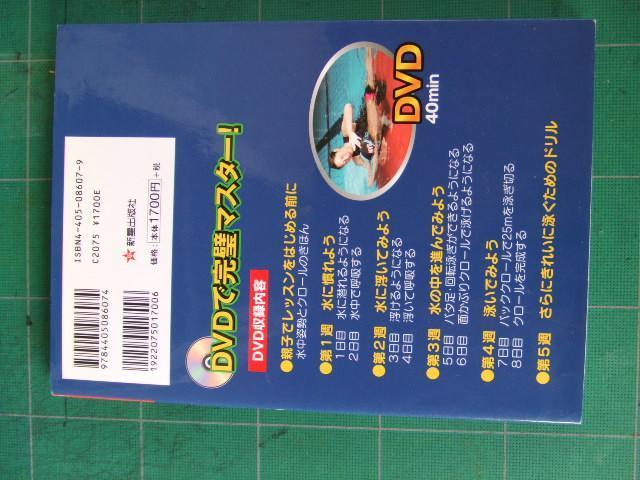 ISBN4-405-08607-9
C2075 ¥1700E
新星出版社
価格:本体1700円+税
9784405086074
1922075017006
DVDで完璧マスター!
DVD収録内容
DVD
40min
●親子でレッスンをはじめる前に
水中姿勢とクロールのきほん
●第1週 水に慣れよう
1日目 水に潜れるようになる
2日目 水中で呼吸する
●第2週 水に浮いてみよう
3日目 浮けるようになる
4日目 浮いて呼吸する
●第3週 水の中を進んでみよう
5日目 バタ足・回転泳ぎができるようになる
6日目 面かぶりクロールで泳げるようになる
●第4週 泳いでみよう
7日目 バッククロールで25mを泳ぎ切る
8日目 クロールを完成する
●第5週 さらにきれいに泳ぐためのドリル